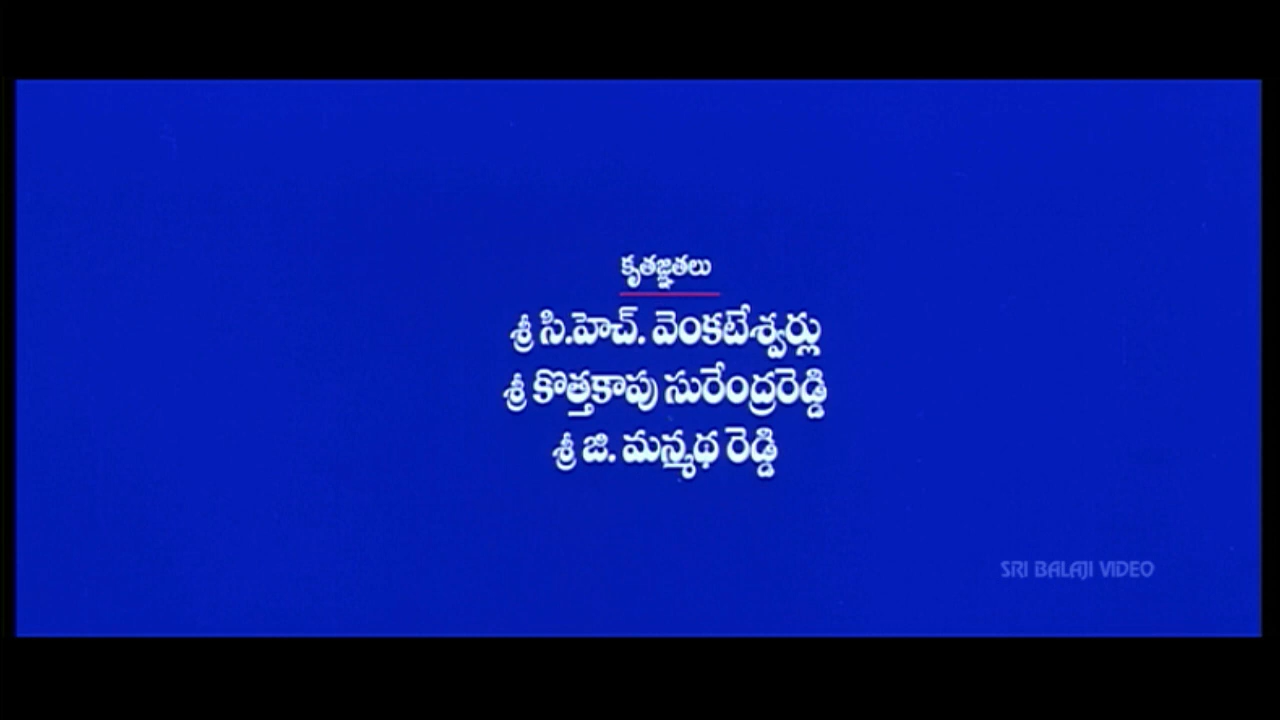 కృతజ్ఞతలు
శ్రీ సి.హెచ్. వెంకటేశ్వర్లు
శ్రీ కొత్తకాపు సురేంద్రరెడ్డి
శ్రీ జి. మన్మథ రెడ్డి
SRI BALAJI VIDEO